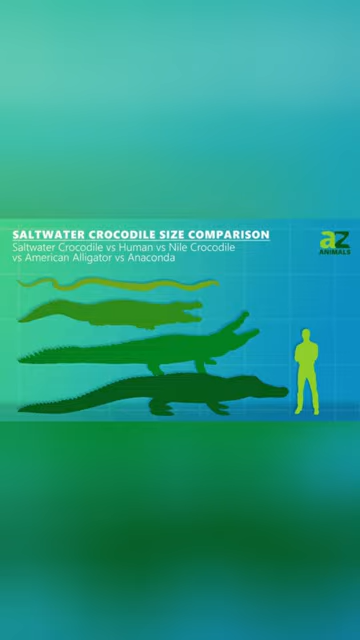 SALTWATER CROCODILE SIZE COMPARISON
Saltwater Crocodile vs Human vs Nile Crocodile
vs American Alligator vs Anaconda
az
ANIMALS